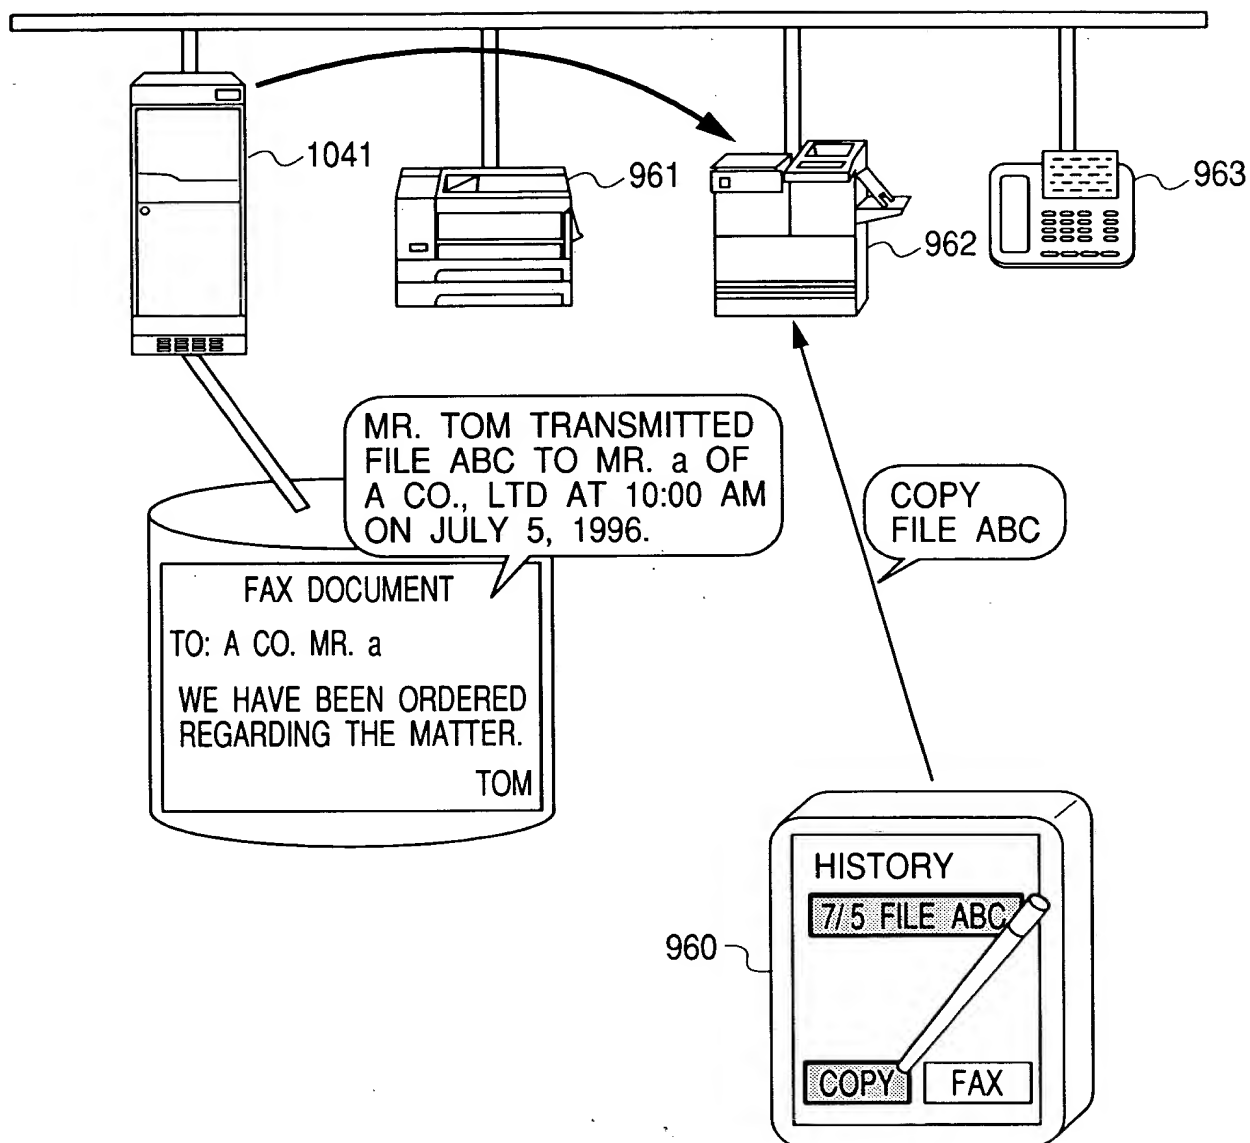 1041
961
962
963
MR. TOM TRANSMITTED
FILE ABC TO MR. a OF
A CO., LTD AT 10:00 AM
ON JULY 5, 1996.
COPY
FILE ABC
FAX DOCUMENT
TO: A CO. MR. a
WE HAVE BEEN ORDERED
REGARDING THE MATTER.
TOM
960
HISTORY
7/5 FILE ABC
COPY
FAX